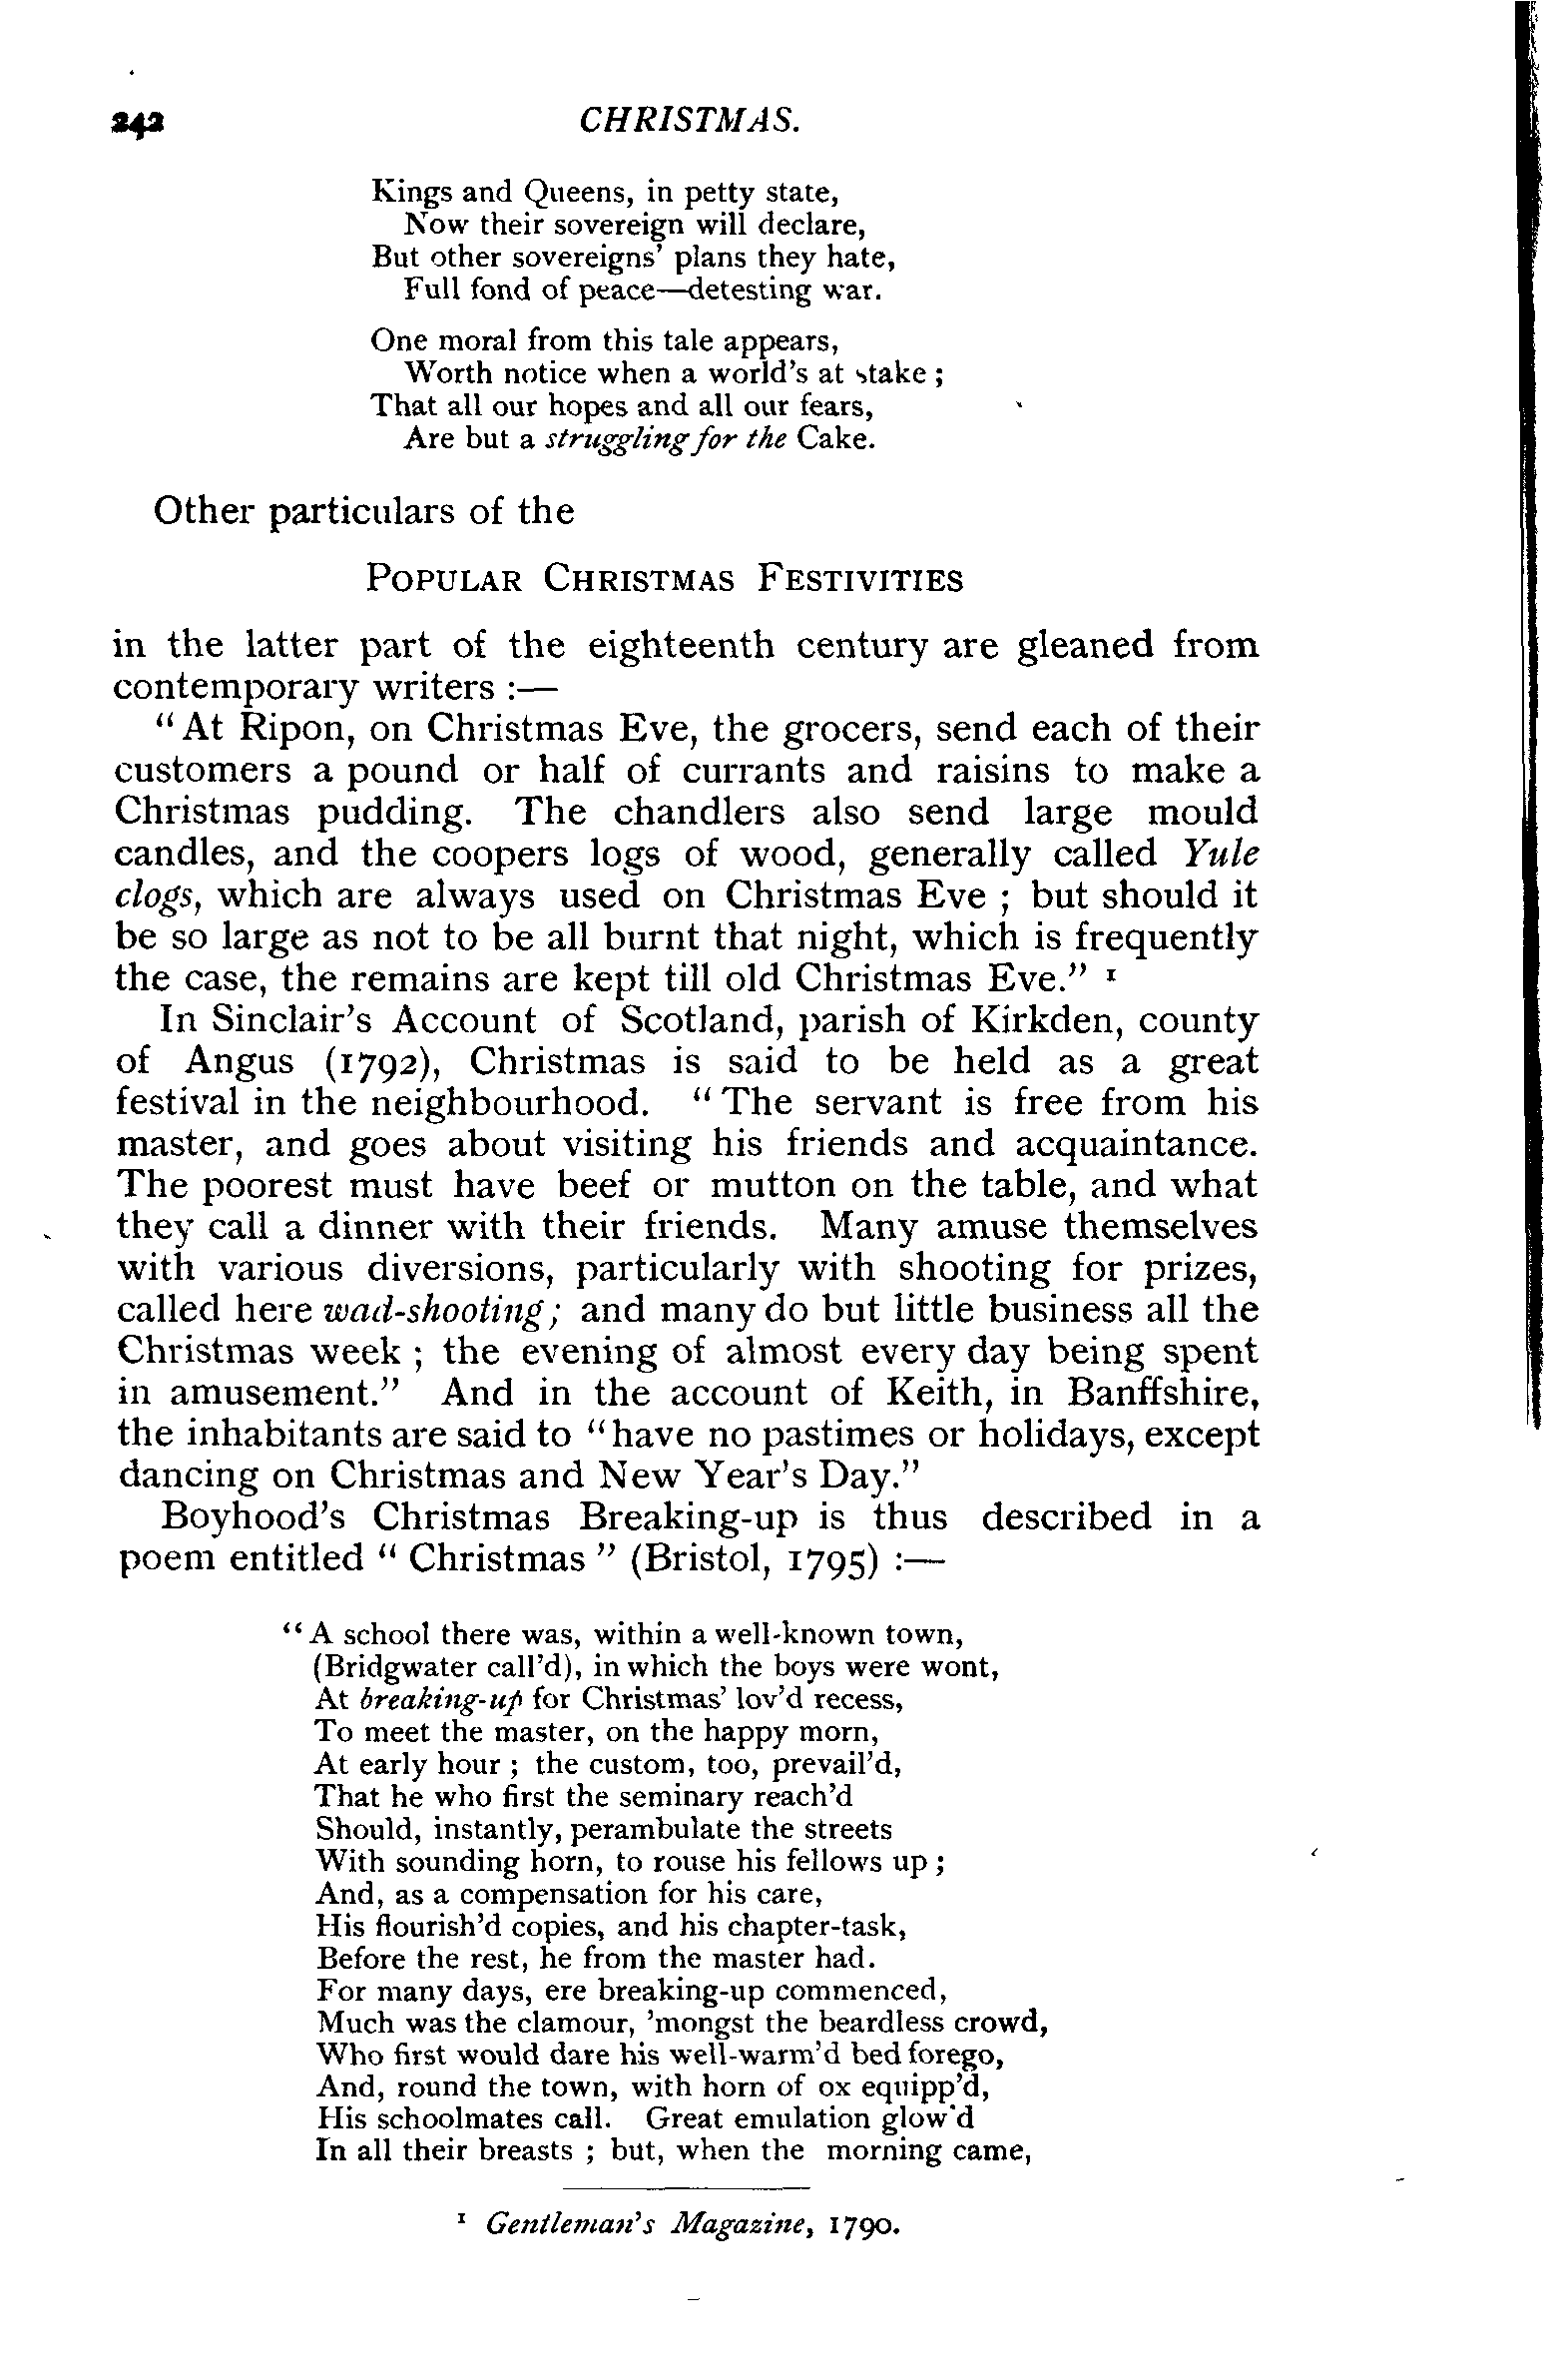 242 CHRISTMAS.
Kings and Queens, in petty state,
Now their sovereign will declare,
But other sovereigns' plans they hate,
Full fond of peace—detesting war.
One moral from this tale appears,
Worth notice when a world's at stake ;
That all our hopes and all our fears,
Are but a struggling for the Cake.
Other particulars of the
POPULAR CHRISTMAS FESTIVITIES
in the latter part of the eighteenth century are gleaned from
contemporary writers :—
" At Ripon, on Christmas Eve, the grocers, send each of their
customers a pound or half of currants and raisins to make a
Christmas pudding. The chandlers also send large mould
candles, and the coopers logs of wood, generally called Yule
clogs, which are always used on Christmas Eve ; but should it
be so large as not to be all burnt that night, which is frequently
the case, the remains are kept till old Christmas Eve." 1
In Sinclair's Account of Scotland, parish of Kirkden, county
of Angus (1792), Christmas is said to be held as a great
festival in the neighbourhood. " The servant is free from his
master, and goes about visiting his friends and acquaintance.
The poorest must have beef or mutton on the table, and what
they call a dinner with their friends. Many amuse themselves
with various diversions, particularly with shooting for prizes,
called here wad-shooting ; and many do but little business all the
Christmas week ; the evening of almost every day being spent
in amusement." And in the account of Keith, in Banffshire,
the inhabitants are said to "have no pastimes or holidays, except
dancing on Christmas and New Year's Day."
Boyhood's Christmas Breaking-up is thus described in a
poem entitled " Christmas " (Bristol, 1795) :—
" A school there was, within a well-known town,
(Bridgwater call'd), in which the boys were wont,
At breaking-up for Christmas' lov'd recess,
To meet the master, on the happy morn,
At early hour ; the custom, too, prevail'd,
That he who first the seminary reach'd
Should, instantly, perambulate the streets
With sounding horn, to rouse his fellows up ;
And, as a compensation for his care,
His flourish'd copies, and his chapter-task,
Before the rest, he from the master had.
For many days, ere breaking-up commenced,
Much was the clamour, 'mongst the beardless crowd,
Who first would dare his well-warm'd bed forego,
And, round the town, with horn of ox equipp'd,
His schoolmates call. Great emulation glow'd
In all their breasts ; but, when the morning came,
1 Gentleman's Magazine, 1790.